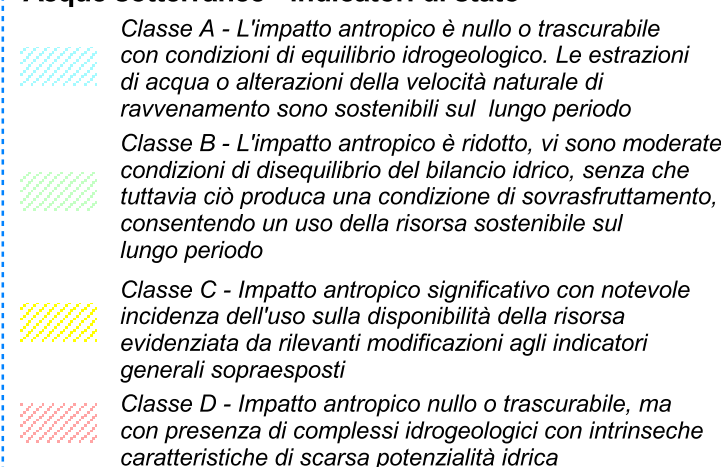 Acque sotterranee - Indicatori di stato
Classe A - L'impatto antropico è nullo o trascurabile
con condizioni di equilibrio idrogeologico. Le estrazioni
di acqua o alterazioni della velocità naturale di
ravvenamento sono sostenibili sul lungo periodo
Classe B - L'impatto antropico è ridotto, vi sono moderate
condizioni di disequilibrio del bilancio idrico, senza che
tuttavia ciò produca una condizione di sovrasfruttamento,
consentendo un uso della risorsa sostenibile sul
lungo periodo
Classe C - Impatto antropico significativo con notevole
incidenza dell'uso sulla disponibilità della risorsa
evidenziata da rilevanti modificazioni agli indicatori
generali sopraesposti
Classe D - Impatto antropico nullo o trascurabile, ma
con presenza di complessi idrogeologici con intrinseche
caratteristiche di scarsa potenzialità idrica